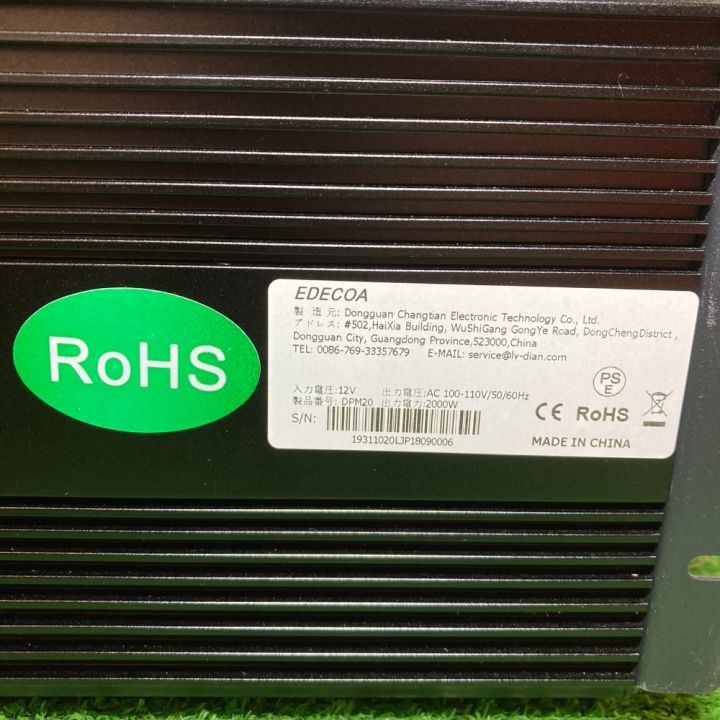 RoHS
EDECOA
製 造 元: Dongguan Changtian Electronic Technology Co., Ltd.
アドレス: #502,HaiXia Building, WuShiGang GongYe Road, DongChengDistrict,
Dongguan City, Guangdong Province,523000,China
TEL: 0086-769-33357679 E-MAIL: service@lv-dian.com
入力電圧:12V 出力電圧:AC 100-110V/50/60Hz
製品番号: DPM20 出力電力:2000W
S/N:
19311020LJP18090006
PS
E
CE RoHS
MADE IN CHINA